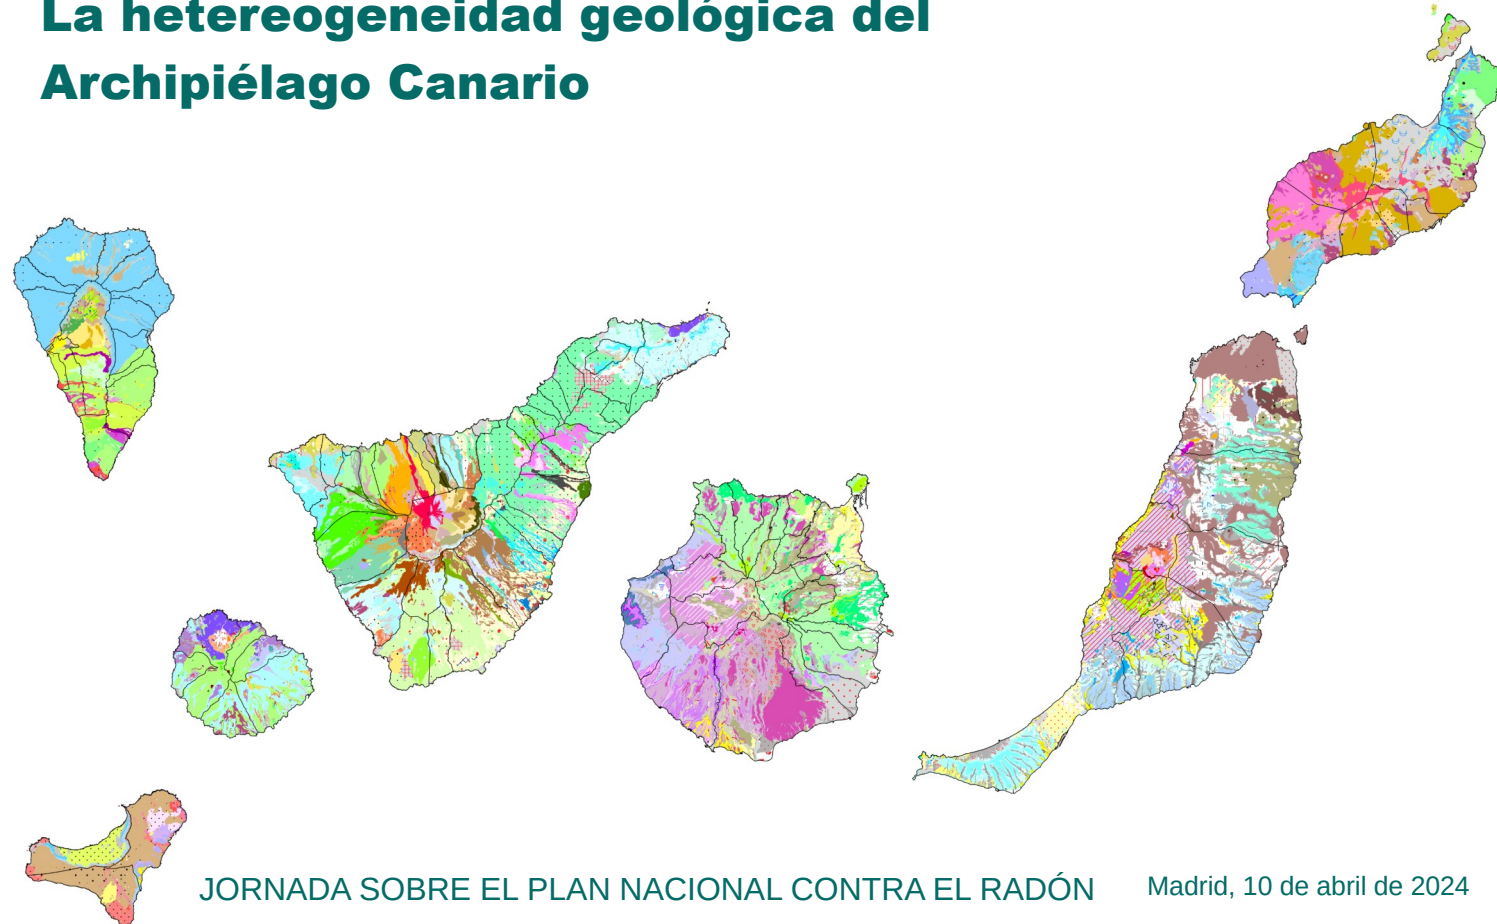 La heterogeneidad geológica del
Archipiélago Canario
JORNADA SOBRE EL PLAN NACIONAL CONTRA EL RADÓN
Madrid, 10 de abril de 2024